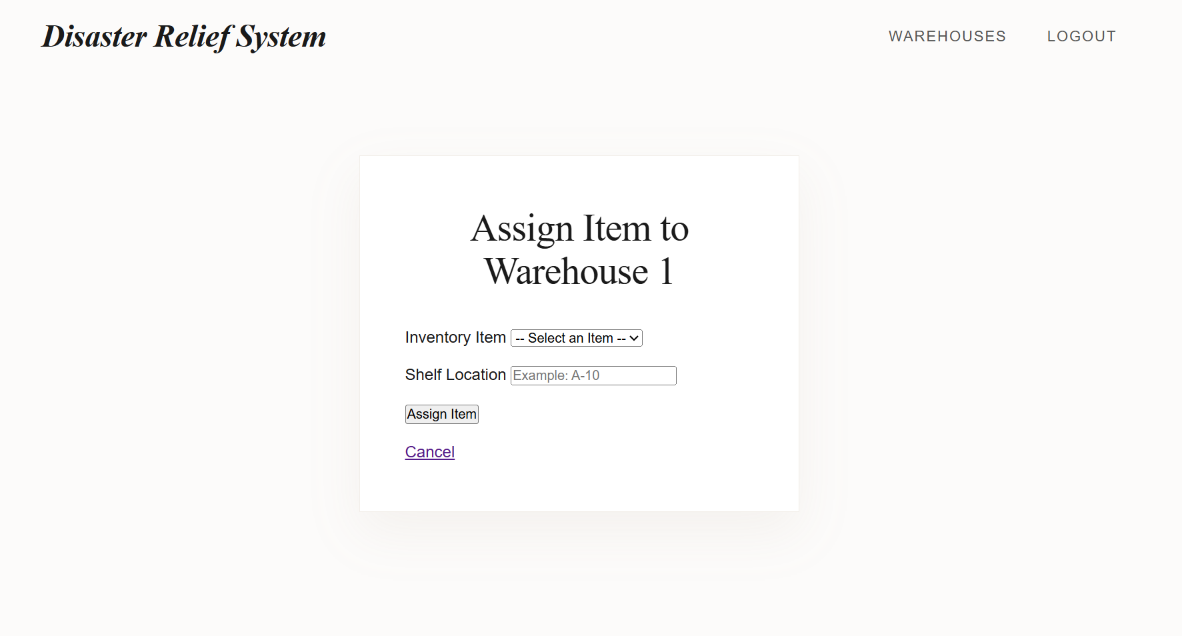 Disaster Relief System
WAREHOUSES
LOGOUT
Assign Item to
Warehouse 1
Inventory Item -- Select an Item --
Shelf Location Example: A-10
Assign Item
Cancel